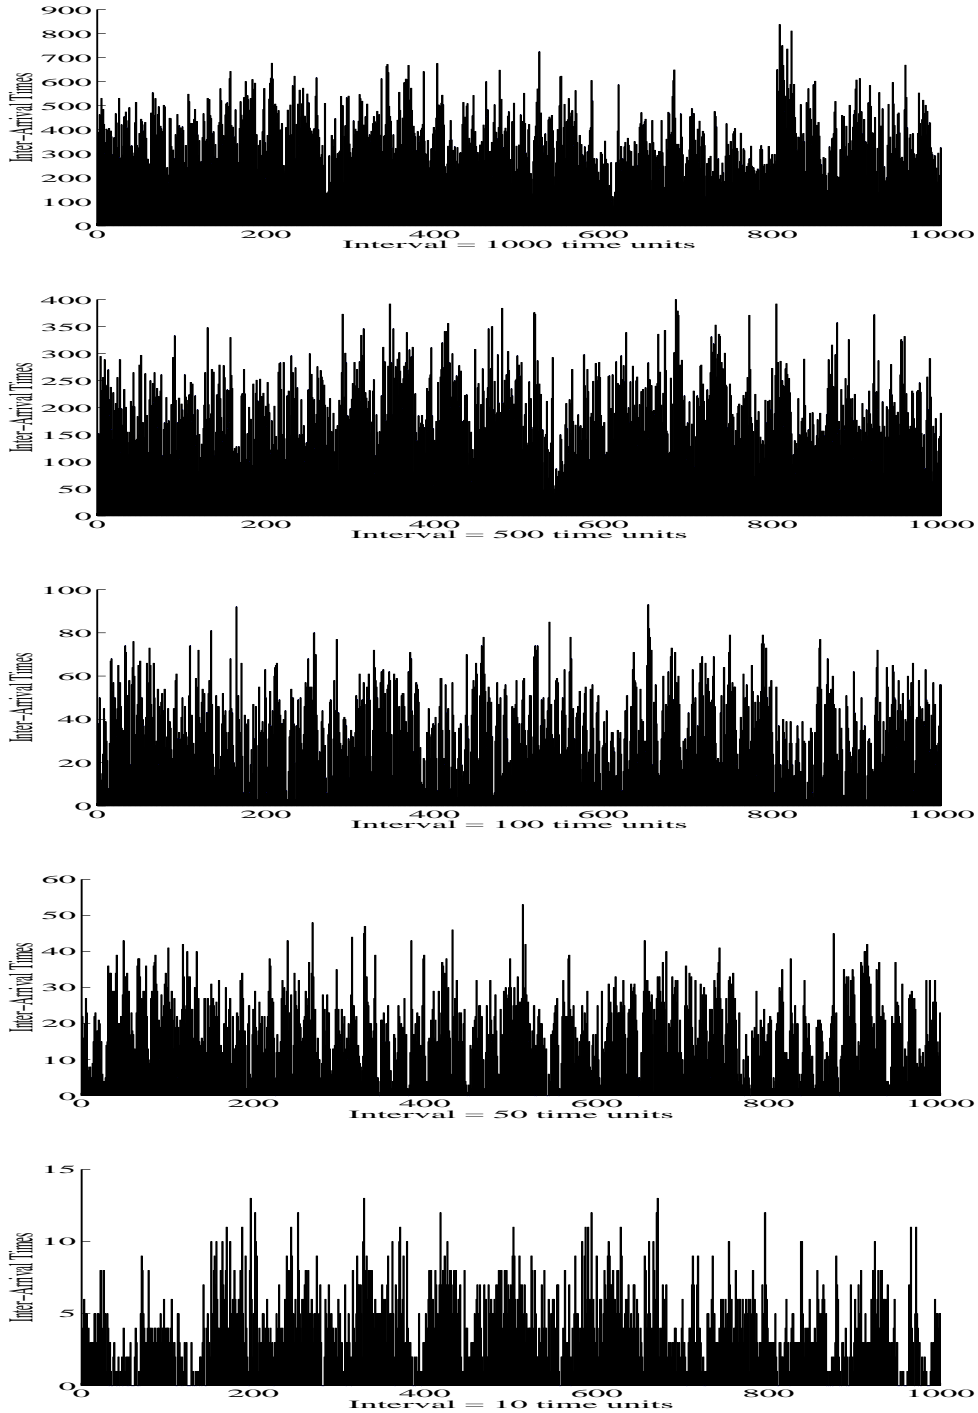 900
800
700
600
500
400
300
200
100
0
Inter-Arrival Times
0 200 400 600 800 1000
Interval = 1000 time units
400
350
300
250
200
150
100
50
0
Inter-Arrival Times
0 200 400 600 800 1000
Interval = 500 time units
100
80
60
40
20
0
Inter-Arrival Times
0 200 400 600 800 1000
Interval = 100 time units
60
50
40
30
20
10
0
Inter-Arrival Times
0 200 400 600 800 1000
Interval = 50 time units
15
10
5
0
Inter-Arrival Times
0 200 400 600 800 1000
Interval = 10 time units